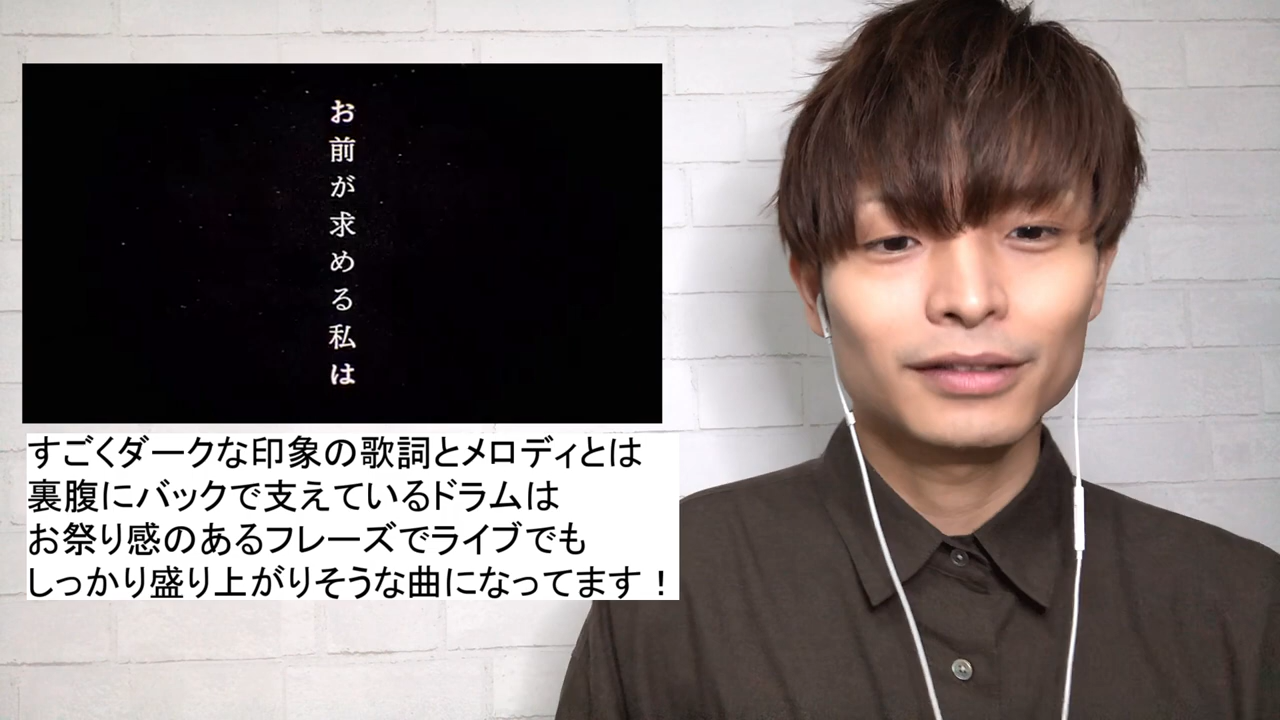 お前が求める私は
すごくダークな印象の歌詞とメロディとは
裏腹にバックで支えているドラムは
お祭り感のあるフレーズでライブでも
しっかり盛り上がりそうな曲になってます！